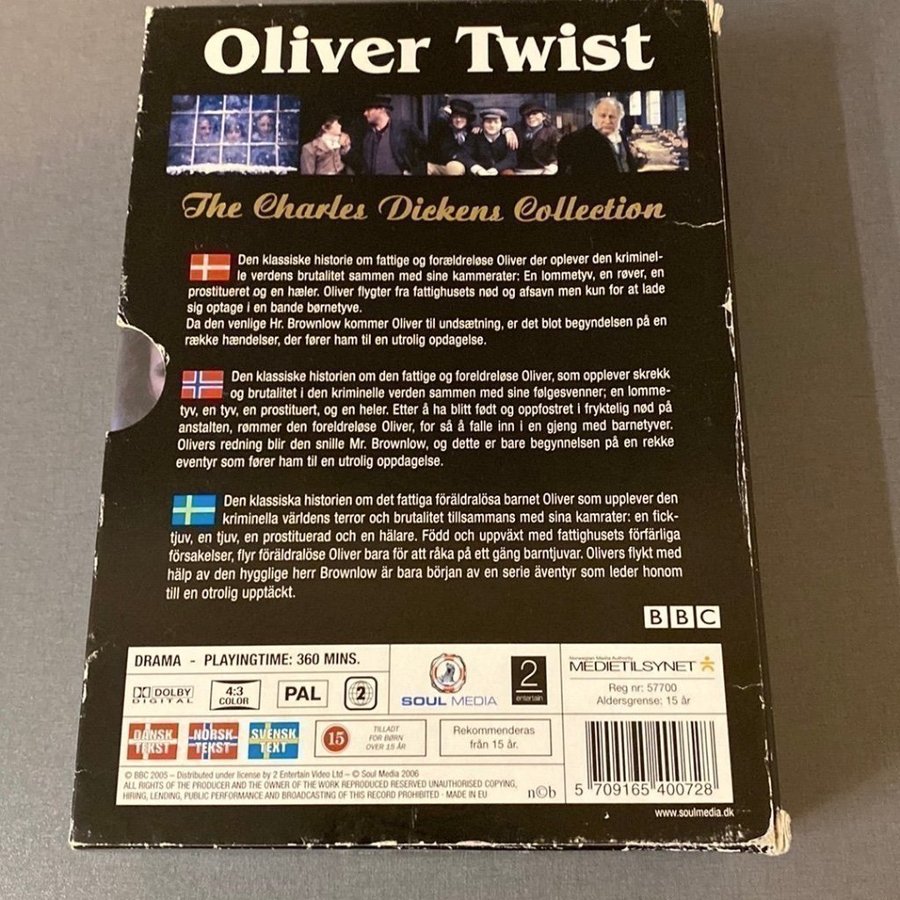 Oliver Twist
The Charles Dickens Collection
Den klassiske historie om fattige og forældreløse Oliver der oplever den kriminel-
le verdens brutalitet sammen med sine kammerater: En lommetyv, en røver, en
prostitueret og en hæler. Oliver flygter fra fattighusets nød og afsavn men kun for at lade
sig optage i en bande børnetyve.
Da den venlige Hr. Brownlow kommer Oliver til undsætning, er det blot begyndelsen på en
række hændelser, der fører ham til en utrolig opdagelse.
Den klassiske historien om den fattige og foreldreløse Oliver, som opplever skrekk
og brutalitet i den kriminelle verden sammen med sine følgesvenner; en lomme-
tyv, en tyv, en prostituert, og en heler. Etter å ha blitt født og oppfostret i fryktelig nød på
anstalten, rømmer den foreldreløse Oliver, for så å falle inn i en gjeng med barnetyver.
Olivers redning blir den snille Mr. Brownlow, og dette er bare begynnelsen på en rekke
eventyr som fører ham til en utrolig oppdagelse.
Den klassiska historien om det fattiga föräldralösa barnet Oliver som upplever den
kriminella världens terror och brutalitet tillsammans med sina kamrater: en fick-
tjuv, en tjuv, en prostituerad och en hälare. Född och uppväxt med fattighusets förfärliga
försakelser, flyr föräldralöse Oliver bara för att råka på ett gäng barntjuvar. Olivers flykt med
hjälp av den hygglige herr Brownlow är bara början av en serie äventyr som leder honom
till en otrolig upptäckt.
BBC
DRAMA - PLAYINGTIME: 360 MINS.
DOLBY
DIGITAL
4:3
COLOR
PAL
2
SOUL MEDIA
2
entertain
Norwegian Media Authority
MEDIETILSYNET
Reg nr: 57700
Aldersgrense: 15 år
DANSK
TEKST
NORSK
TEKST
SVENSK
TEXT
15
TILLADT
FOR BØRN
OVER 15 ÅR
Rekommenderas
från 15 år.
© BBC 2005 – Distributed under license by 2 Entertain Video Ltd – © Soul Media 2006
ALL RIGHTS OF THE PRODUCER AND THE OWNER OF THE WORK REPRODUCED RESERVED UNAUTHORISED COPYING,
HIRING, LENDING, PUBLIC PERFORMANCE AND BROADCASTING OF THIS RECORD PROHIBITED - MADE IN EU
n©b
5 709165 400728
www.soulmedia.dk